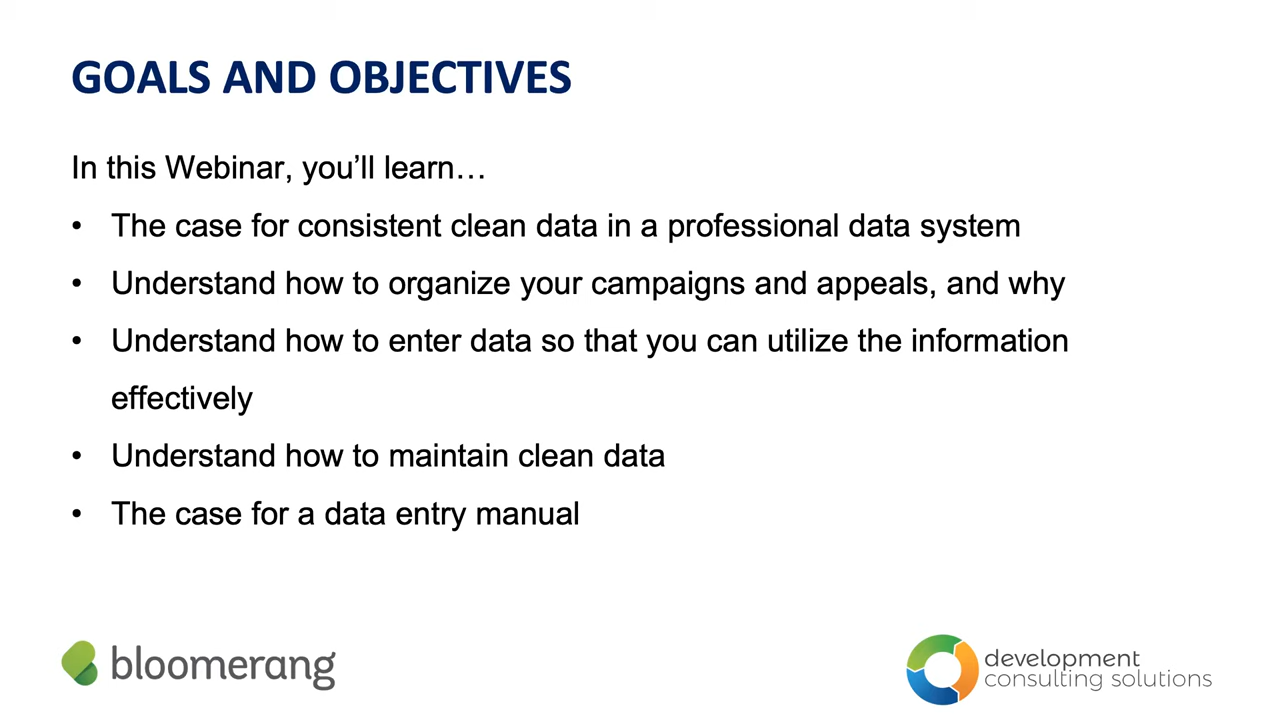 GOALS AND OBJECTIVES
In this Webinar, you’ll learn…
• The case for consistent clean data in a professional data system
• Understand how to organize your campaigns and appeals, and why
• Understand how to enter data so that you can utilize the information
effectively
• Understand how to maintain clean data
• The case for a data entry manual
bloomerang
development
consulting solutions